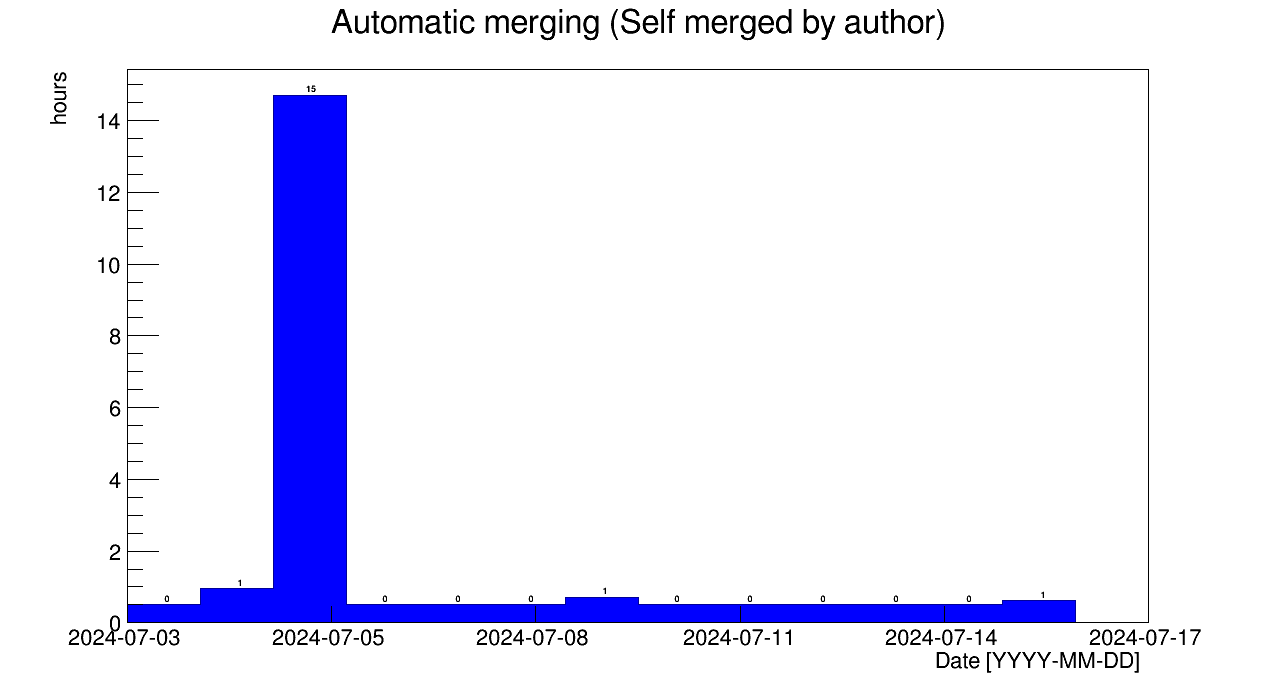 Automatic merging (Self merged by author)
hours
15
14
12
10
8
6
4
2
1
1
1
0
0 0 0 0 0 0 0 0 0
0
2024-07-03 2024-07-05 2024-07-08 2024-07-11 2024-07-14 2024-07-17
Date [YYYY-MM-DD]